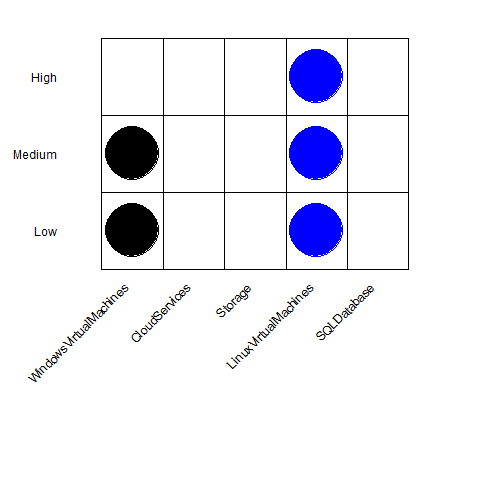 High
Medium
Low
WindowsVirtualMachines
CloudServices
Storage
LinuxVirtualMachines
SQLDatabase